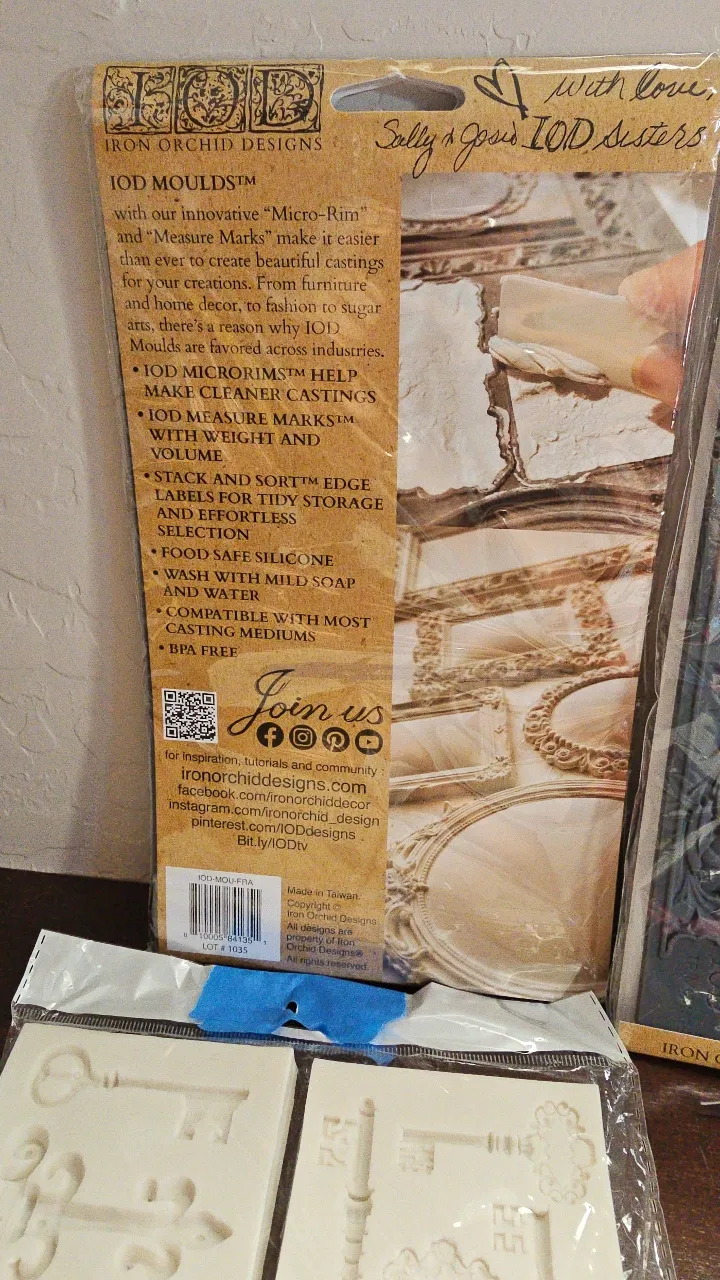 IOD
IRON ORCHID DESIGNS
with love,
Sally & Josie IOD Sisters
IOD MOULDS™
with our innovative “Micro-Rim”
and “Measure Marks” make it easier
than ever to create beautiful castings
for your creations. From furniture
and home decor, to fashion to sugar
arts, there's a reason why IOD
Moulds are favored across industries.
• IOD MICRORIMS™ HELP
MAKE CLEANER CASTINGS
• IOD MEASURE MARKS™
WITH WEIGHT AND
VOLUME
• STACK AND SORT™ EDGE
LABELS FOR TIDY STORAGE
AND EFFORTLESS
SELECTION
• FOOD SAFE SILICONE
• WASH WITH MILD SOAP
AND WATER
• COMPATIBLE WITH MOST
CASTING MEDIUMS
• BPA FREE
Join us
for inspiration, tutorials and community
ironorchiddesigns.com
facebook.com/ironorchiddecor
instagram.com/ironorchid_design
pinterest.com/IODdesigns
Bit.ly/IODtv
IOD-MOU-FRA
8 10005 84135 1
LOT # 1035
Made in Taiwan.
Copyright ©
Iron Orchid Designs
All designs are
property of Iron
Orchid Designs®
All rights reserved.
IRON